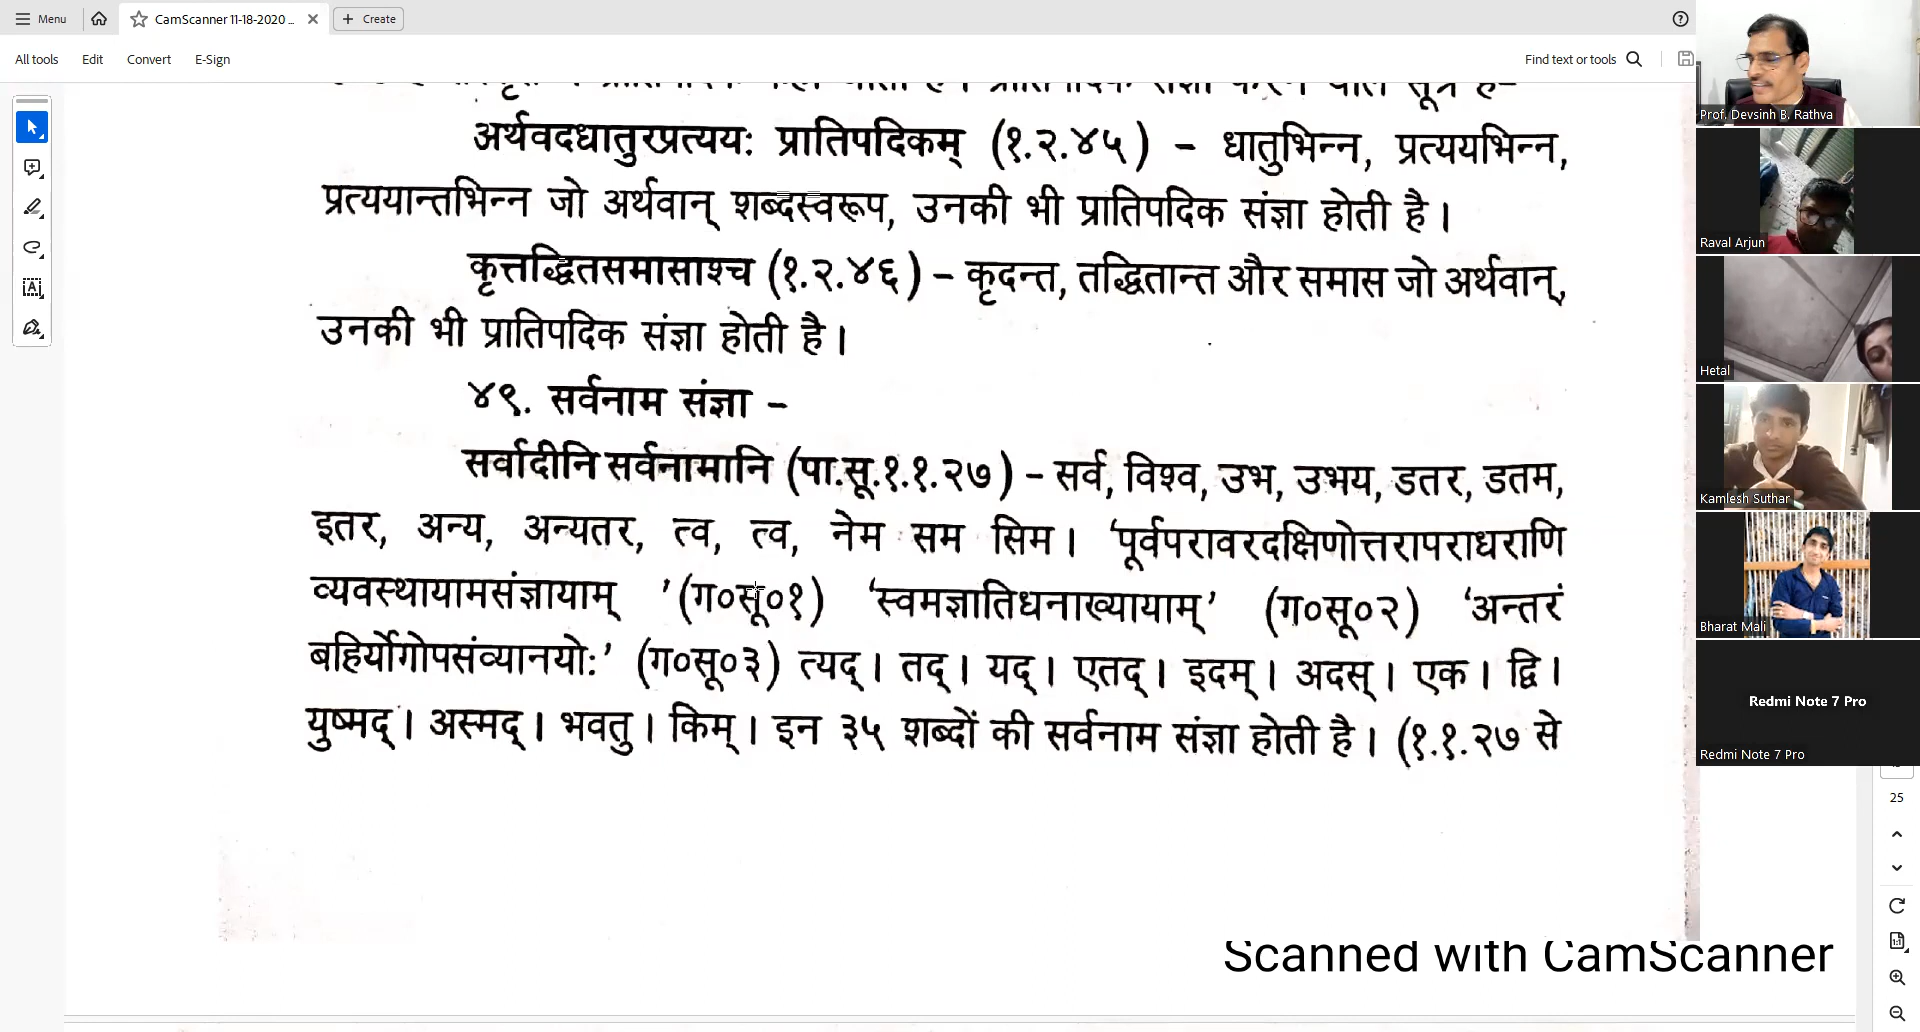 Menu
CamScanner 11-18-2020 ...
Create
All tools
Edit
Convert
E-Sign
Find text or tools
अर्थवदधातुरप्रत्ययः प्रातिपदिकम् (१.२.४५) – धातुभिन्न, प्रत्ययभिन्न,
प्रत्ययान्तभिन्न जो अर्थवान् शब्दस्वरूप, उनकी भी प्रातिपदिक संज्ञा होती है।
कृत्तद्धितसमासाश्च (१.२.४६) – कृदन्त, तद्धितान्त और समास जो अर्थवान्,
उनकी भी प्रातिपदिक संज्ञा होती है।
४९. सर्वनाम संज्ञा –
सर्वादीनि सर्वनामानि (पा.सू.१.१.२७) – सर्व, विश्व, उभ, उभय, डतर, डतम,
इतर, अन्य, अन्यतर, त्व, त्व, नेम सम सिम। ‘पूर्वपरावरदक्षिणोत्तरापराधराणि
व्यवस्थायामसंज्ञायाम् ’(ग०सू०१) ‘स्वमज्ञातिधनाख्यायाम्’ (ग०सू०२) ‘अन्तरं
बहिर्योगोपसंव्यानयोः’ (ग०सू०३) त्यद्। तद्। यद्। एतद्। इदम्। अदस्। एक। द्वि।
युष्मद्। अस्मद्। भवतु। किम्। इन ३५ शब्दों की सर्वनाम संज्ञा होती है। (१.१.२७ से
Scanned with CamScanner
Prof. Devsinh B. Rathva
Raval Arjun
Hetal
Kamlesh Suthar
Bharat Mali
Redmi Note 7 Pro
Redmi Note 7 Pro
25